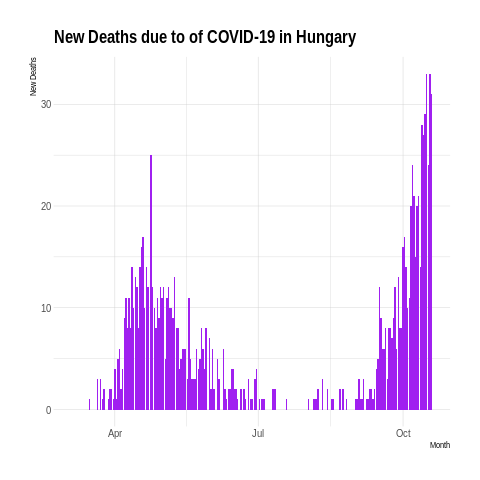 New Deaths due to of COVID-19 in Hungary
New Deaths
30
20
10
0
Apr
Jul
Oct
Month